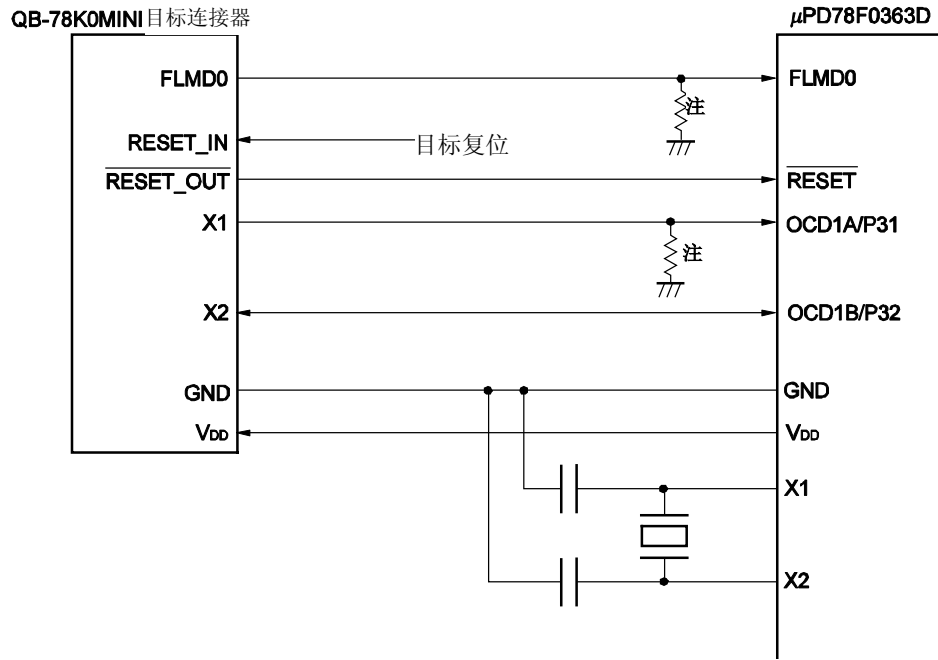 QB-78K0MINI目标连接器
μPD78F0363D
FLMD0
FLMD0
注
RESET_IN
目标复位
RESET_OUT
RESET
X1
OCD1A/P31
注
X2
OCD1B/P32
GND
GND
VDD
VDD
X1
X2